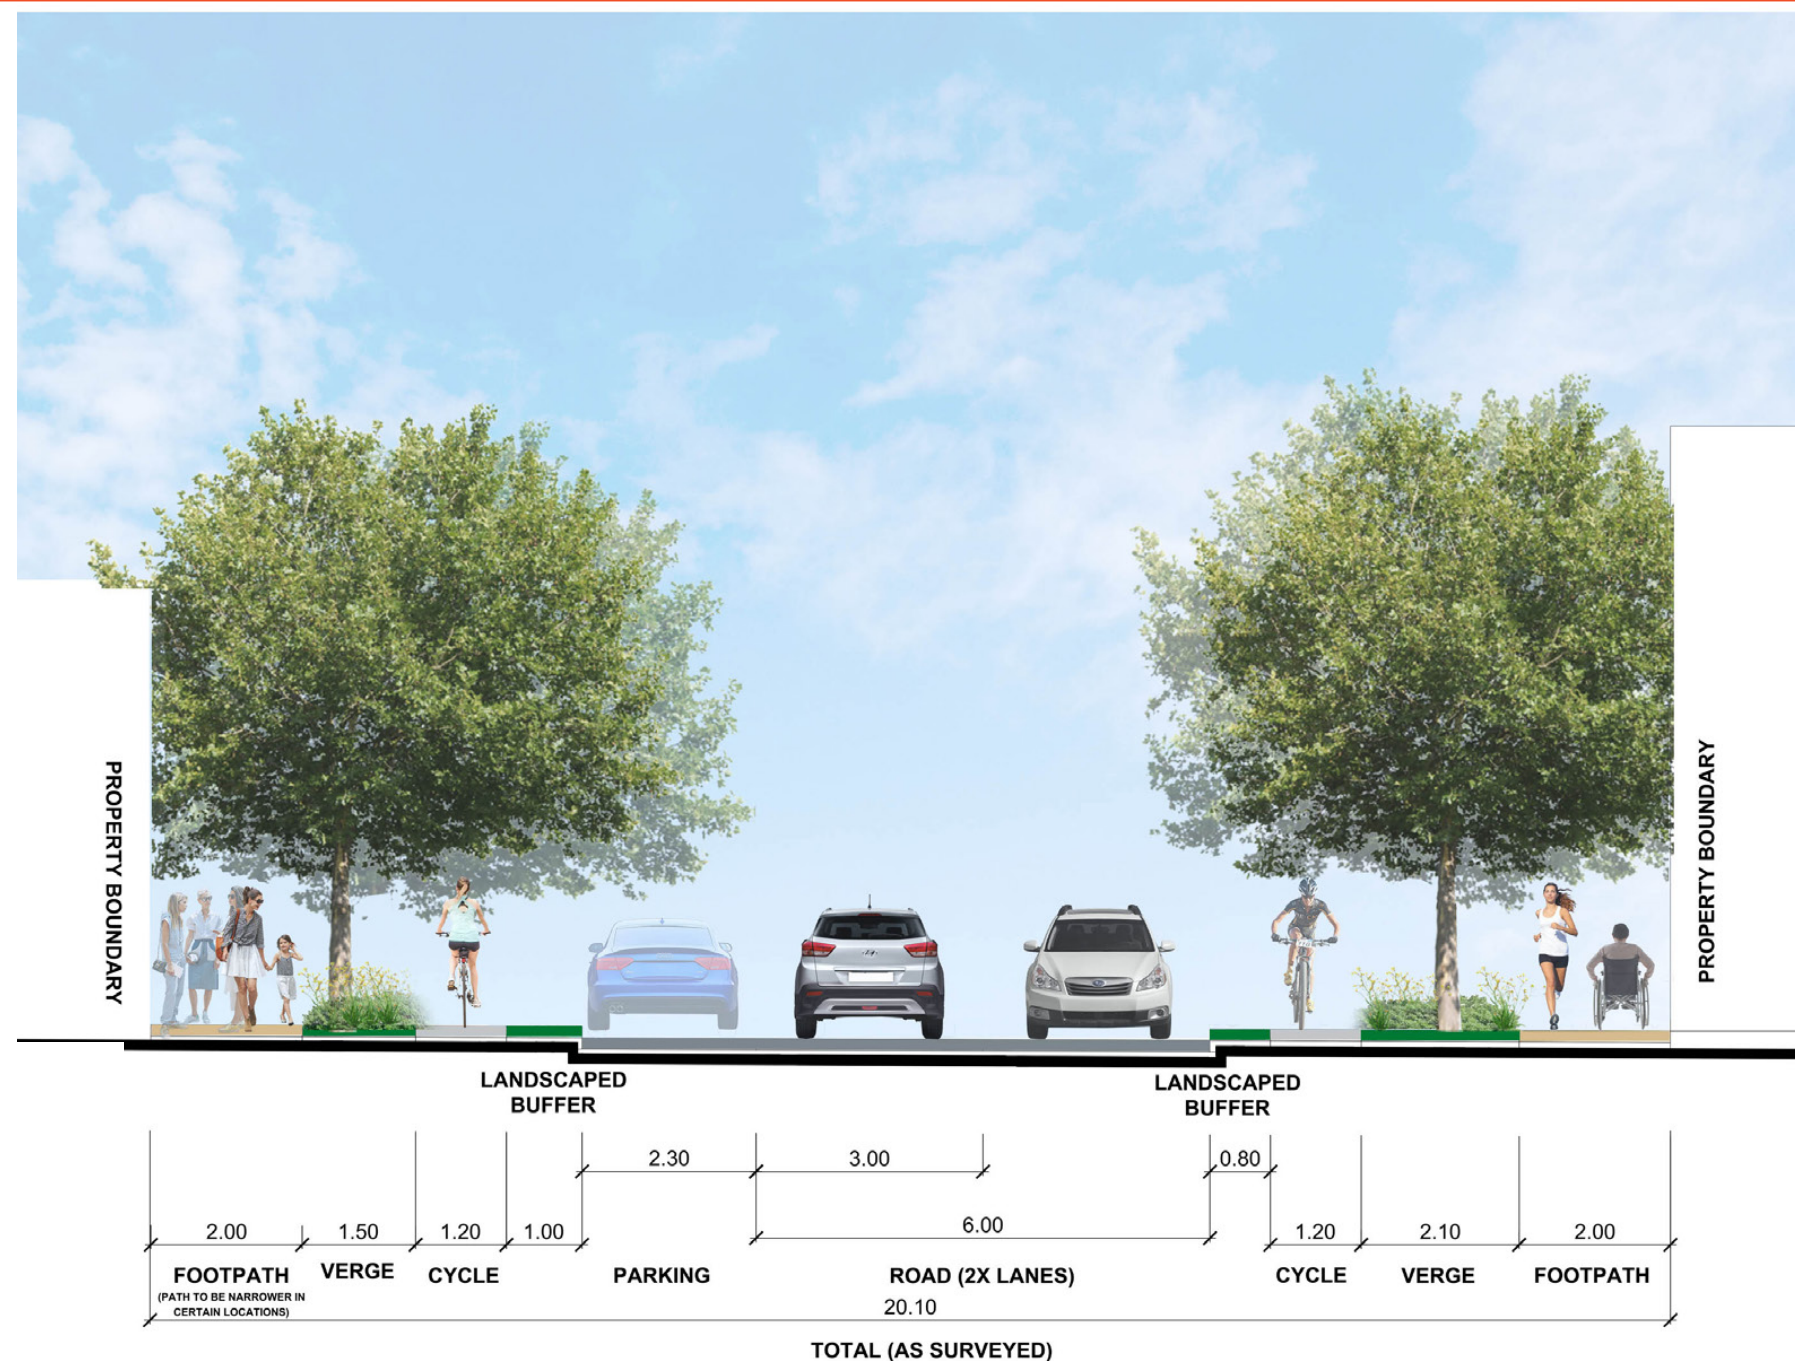 PROPERTY BOUNDARY
PROPERTY BOUNDARY
LANDSCAPED
BUFFER
LANDSCAPED
BUFFER
2.30
3.00
0.80
2.00
1.50
1.20
1.00
6.00
1.20
2.10
2.00
FOOTPATH
(PATH TO BE NARROWER IN
CERTAIN LOCATIONS)
VERGE
CYCLE
PARKING
ROAD (2X LANES)
CYCLE
VERGE
FOOTPATH
20.10
TOTAL (AS SURVEYED)